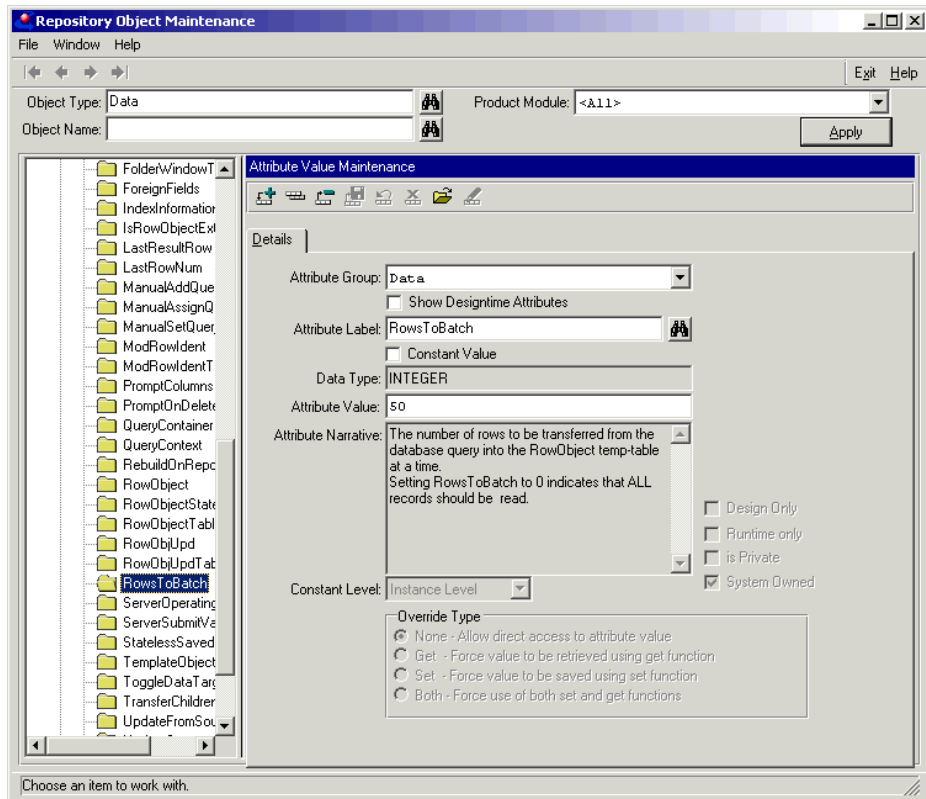 Repository Object Maintenance
File Window Help
Exit Help
Object Type: Data
Product Module: <All>
Object Name:
Apply
FolderWindowT
ForeignFields
IndexInformation
IsRowObjectExt
LastResultRow
LastRowNum
ManualAddQue
ManualAssignQ
ManualSetQuer
ModRowIdent
ModRowIdentT
PromptColumns
PromptOnDelete
QueryContainer
QueryContext
RebuildOnRepo
RowObject
RowObjectState
RowObjectTabl
RowObjUpd
RowObjUpdTab
RowsToBatch
ServerOperating
ServerSubmitVa
StatelessSaved
TemplateObject
ToggleDataTarg
TransferChildren
UpdateFromSou
Attribute Value Maintenance
Details
Attribute Group: Data
Show Designtime Attributes
Attribute Label: RowsToBatch
Constant Value
Data Type: INTEGER
Attribute Value: 50
Attribute Narrative: The number of rows to be transferred from the
database query into the RowObject temp-table
at a time.
Setting RowsToBatch to 0 indicates that ALL
records should be read.
Design Only
Runtime only
is Private
System Owned
Constant Level: Instance Level
Override Type
None - Allow direct access to attribute value
Get - Force value to be retrieved using get function
Set - Force value to be saved using set function
Both - Force use of both set and get functions
Choose an item to work with.